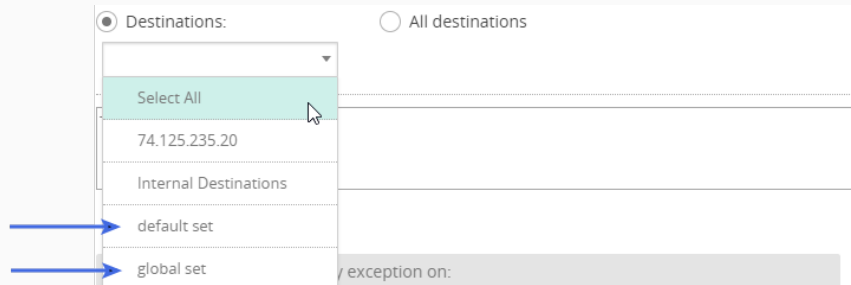 Destinations:
All destinations
Select All
74.125.235.20
Internal Destinations
default set
global set
exception on: